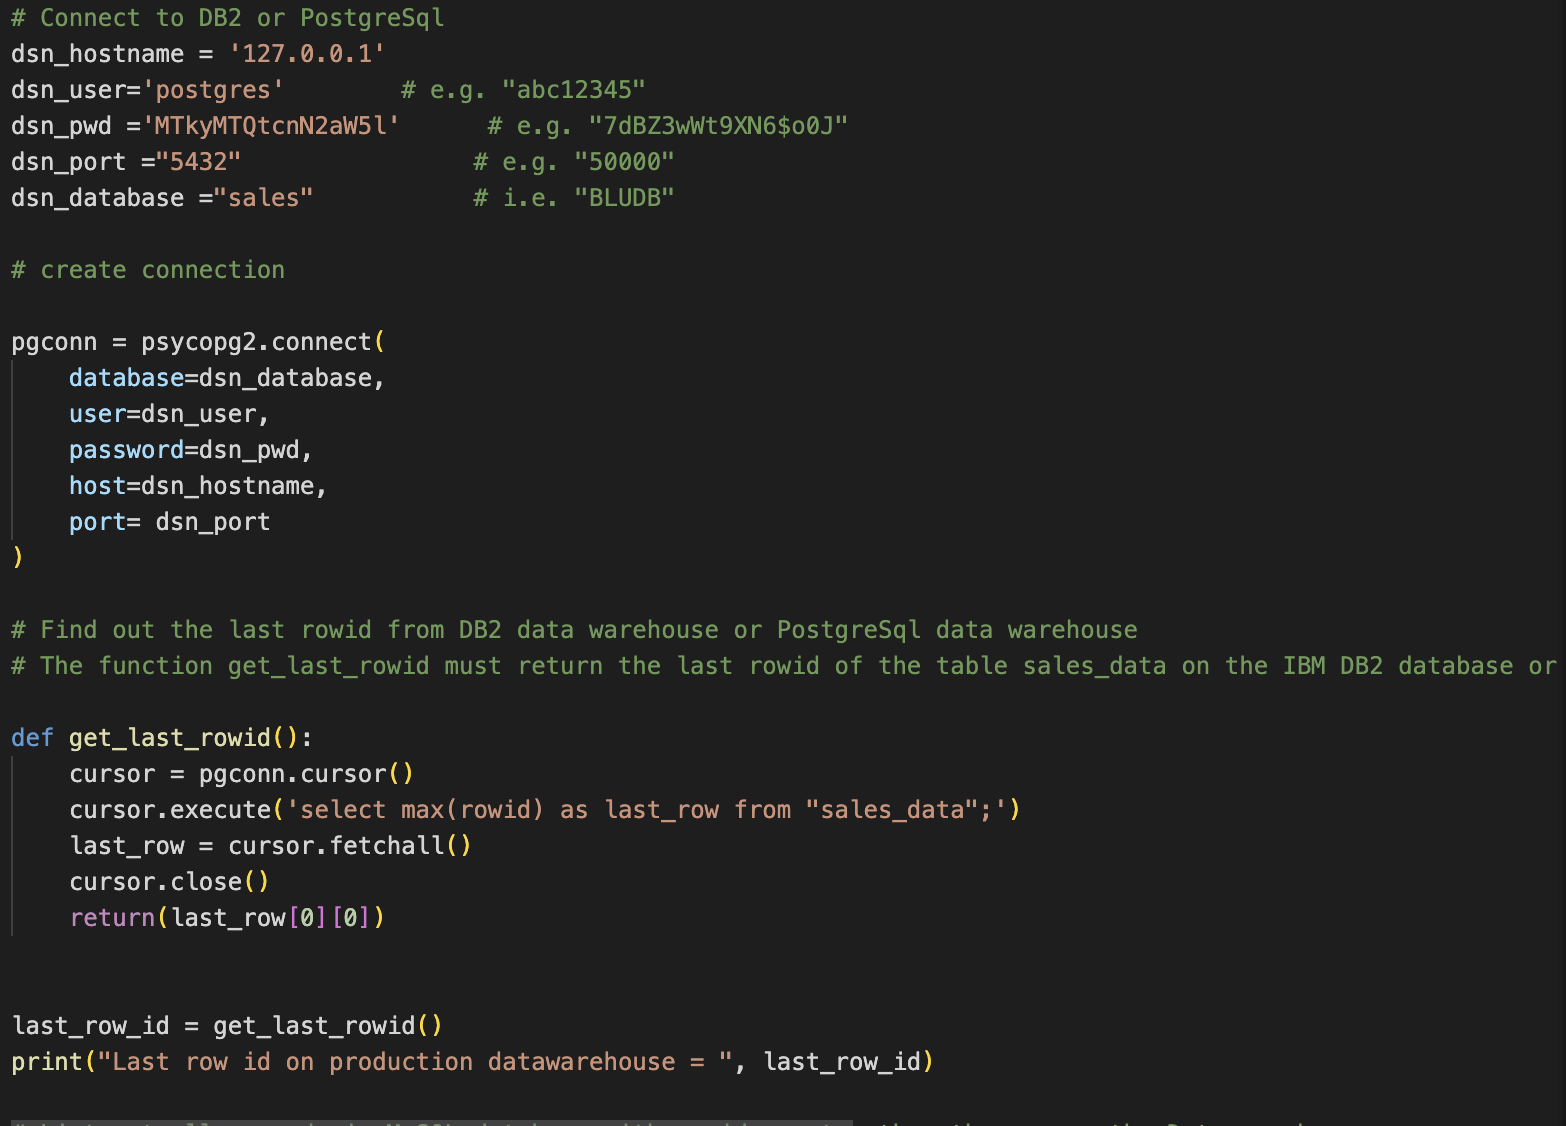 # Connect to DB2 or PostgreSql
dsn_hostname = '127.0.0.1'
dsn_user='postgres'        # e.g. "abc12345"
dsn_pwd ='MTkyMTQtcnN2aW5l'      # e.g. "7dBZ3wWt9XN6$o0J"
dsn_port ="5432"                # e.g. "50000"
dsn_database ="sales"           # i.e. "BLUDB"
# create connection
pgconn = psycopg2.connect(
    database=dsn_database,
    user=dsn_user,
    password=dsn_pwd,
    host=dsn_hostname,
    port= dsn_port
)
# Find out the last rowid from DB2 data warehouse or PostgreSql data warehouse
# The function get_last_rowid must return the last rowid of the table sales_data on the IBM DB2 database or
def get_last_rowid():
    cursor = pgconn.cursor()
    cursor.execute('select max(rowid) as last_row from "sales_data";')
    last_row = cursor.fetchall()
    cursor.close()
    return(last_row[0][0])
last_row_id = get_last_rowid()
print("Last row id on production datawarehouse = ", last_row_id)